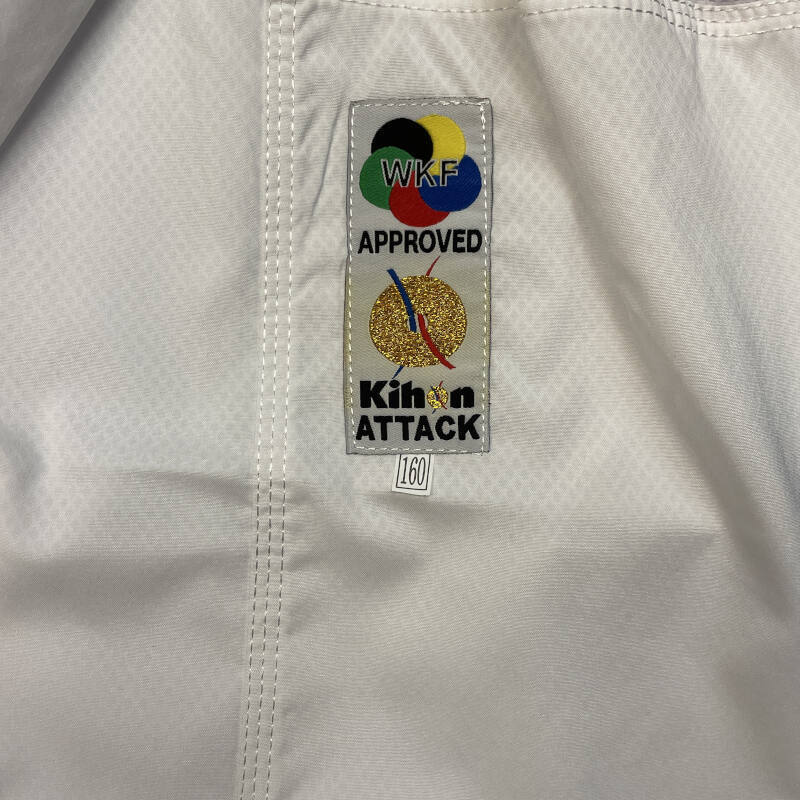 WKF
APPROVED
Kihon
ATTACK
160